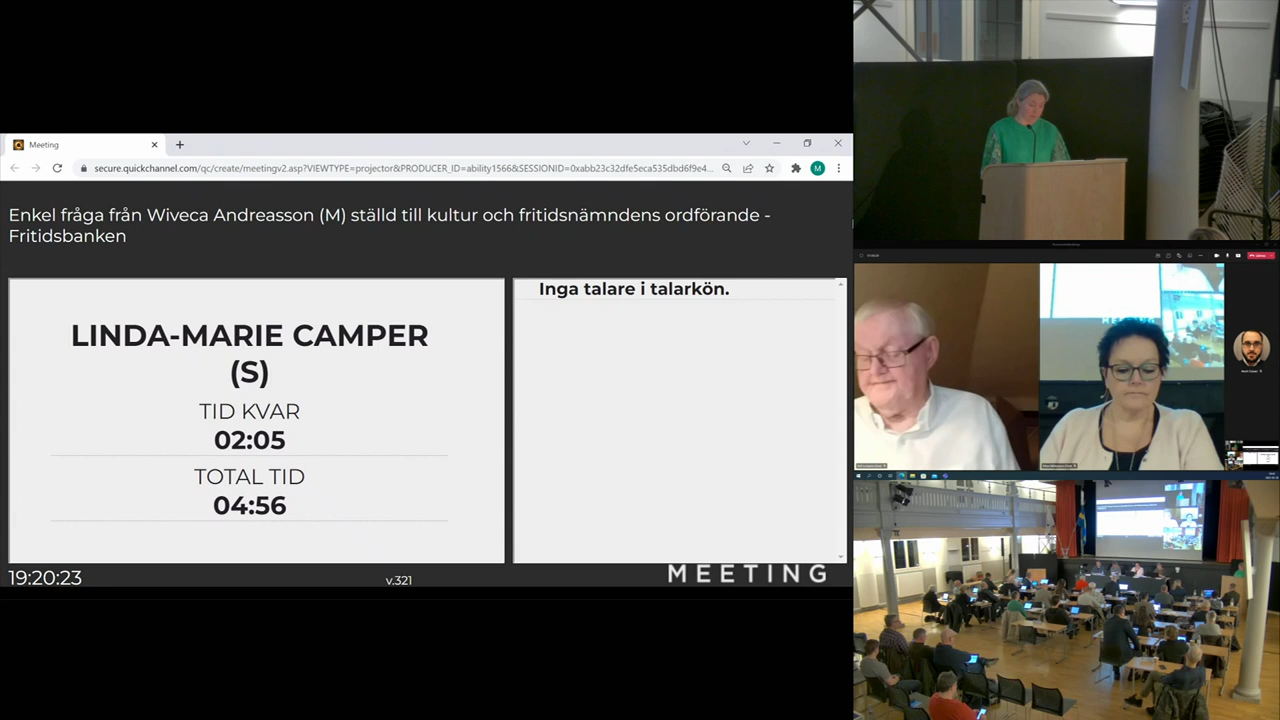 Meeting
secure.quickchannel.com/qc/create/meetingv2.asp?VIEWTYPE=projector&PRODUCER_ID=ability1566&SESSIONID=0xabb23c32dfe5eca535dbd6f9e4...
M
Enkel fråga från Wiveca Andreasson (M) ställd till kultur och fritidsnämndens ordförande -
Fritidsbanken
LINDA-MARIE CAMPER
(S)
TID KVAR
02:05
TOTAL TID
04:56
Inga talare i talarkön.
19:20:23
v.321
MEETING